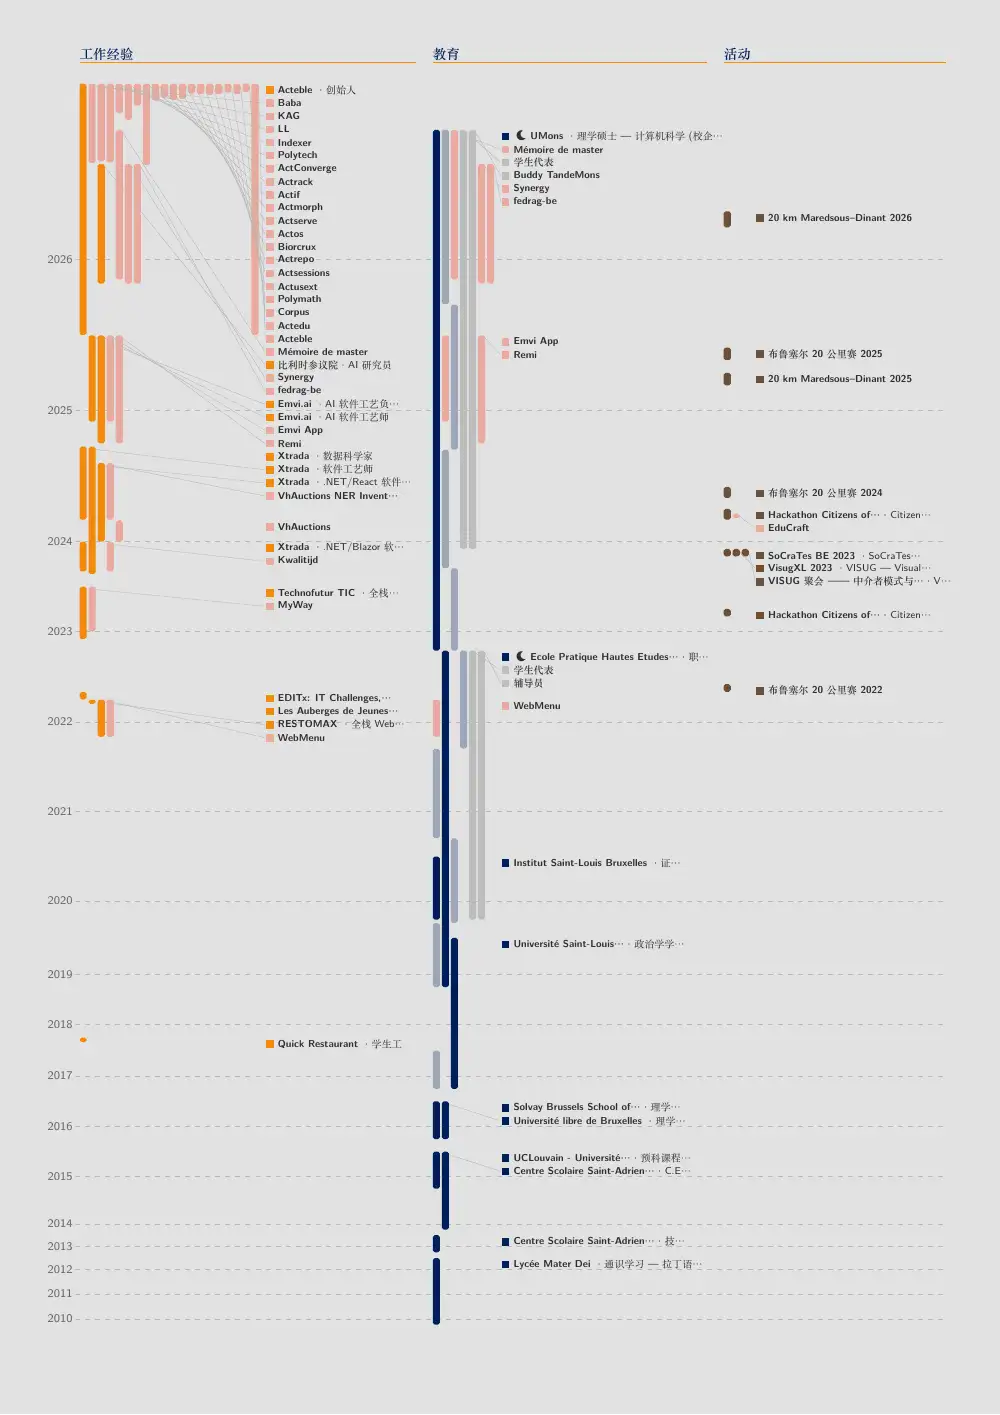 工作经验
Acteble · 创始人
Baba
KAG
LL
Indexer
Polytech
ActConverge
Actrack
Actif
Actmorph
Actserve
Actos
Biorcrux
Actrepo
Actsessions
Actusext
Polymath
Corpus
Actedu
Acteble
Mémoire de master
比利时参议院 · AI 研究员
Synergy
fedrag-be
Emvi.ai · AI 软件工艺负···
Emvi.ai · AI 软件工艺师
Emvi App
Remi
Xtrada · 数据科学家
Xtrada · 软件工艺师
Xtrada · .NET/React 软件···
VhAuctions NER Invent···
VhAuctions
Xtrada · .NET/Blazor 软···
Kwalitijd
Technofutur TIC · 全栈···
MyWay
EDITx: IT Challenges,···
Les Auberges de Jeunes···
RESTOMAX · 全栈 Web···
WebMenu
Quick Restaurant · 学生工
教育
UMons · 理学硕士 — 计算机科学 (校企···
Mémoire de master
学生代表
Buddy TandeMons
Synergy
fedrag-be
Emvi App
Remi
Ecole Pratique Hautes Etudes··· · 职···
学生代表
辅导员
WebMenu
Institut Saint-Louis Bruxelles · 证···
Université Saint-Louis··· · 政治学学···
Solvay Brussels School of··· · 理学···
Université libre de Bruxelles · 理学···
UCLouvain - Université··· · 预科课程···
Centre Scolaire Saint-Adrien··· · C.E···
Centre Scolaire Saint-Adrien··· · 技···
Lycée Mater Dei · 通识学习 — 拉丁语···
活动
20 km Maredsous–Dinant 2026
布鲁塞尔 20 公里赛 2025
20 km Maredsous–Dinant 2025
布鲁塞尔 20 公里赛 2024
Hackathon Citizens of··· · Citizen···
EduCraft
SoCraTes BE 2023 · SoCraTes···
VisugXL 2023 · VISUG — Visual···
VISUG 聚会 —— 中介者模式与··· · V···
Hackathon Citizens of··· · Citizen···
布鲁塞尔 20 公里赛 2022
2026
2025
2024
2023
2022
2021
2020
2019
2018
2017
2016
2015
2014
2013
2012
2011
2010